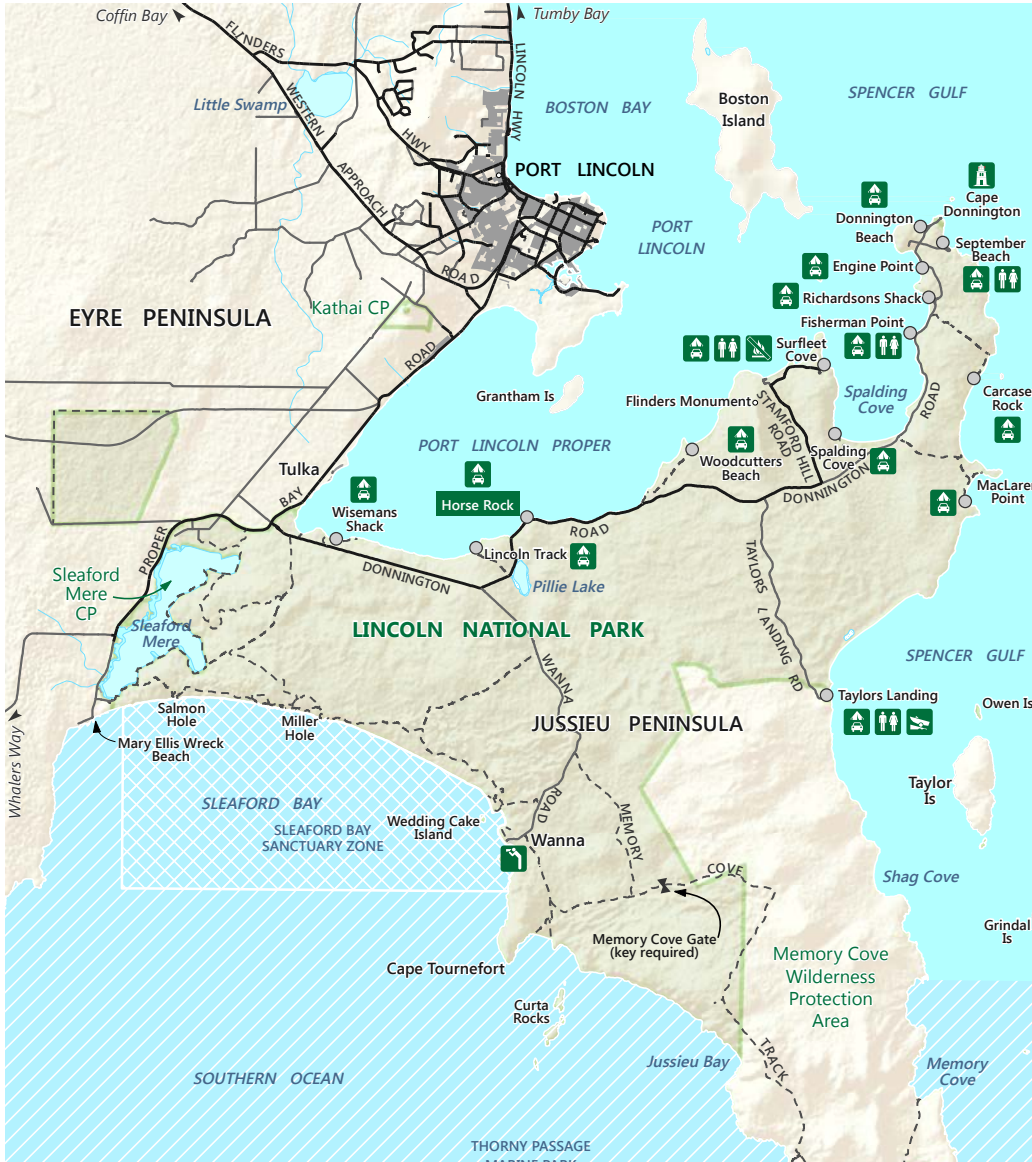 Coffin Bay
Tumby Bay
FLINDERS
HWY
LINCOLN HWY
Little Swamp
WESTERN
APPROACH
ROAD
BOSTON BAY
Boston
Island
SPENCER GULF
PORT LINCOLN
PORT
LINCOLN
Cape
Donnington
Donnington
Beach
September
Beach
Engine Point
Richardsons Shack
Fisherman Point
Kathai CP
EYRE PENINSULA
ROAD
Surfleet
Cove
Grantham Is
Flinders Monument
STAMFORD HILL
ROAD
Spalding
Cove
ROAD
Carcase
Rock
PORT LINCOLN PROPER
Woodcutters
Beach
Spalding
Cove
DONNINGTON
Tulka
BAY
Wisemans
Shack
Horse Rock
ROAD
MacLaren
Point
PROPER
Lincoln Track
DONNINGTON
Pillie Lake
TAYLORS LANDING RD
Sleaford
Mere
CP
Sleaford
Mere
LINCOLN NATIONAL PARK
WANNA
SPENCER GULF
Taylors Landing
Owen Is
Salmon
Hole
Miller
Hole
JUSSIEU PENINSULA
Mary Ellis Wreck
Beach
Whalers Way
Taylor
Is
SLEAFORD BAY
SLEAFORD BAY
SANCTUARY ZONE
Wedding Cake
Island
ROAD
Wanna
MEMORY
COVE
Shag Cove
Grindal
Is
Memory Cove Gate
(key required)
Cape Tournefort
Memory Cove
Wilderness
Protection
Area
Curta
Rocks
Jussieu Bay
TRACK
Memory
Cove
SOUTHERN OCEAN
THORNY PASSAGE
MARINE PARK